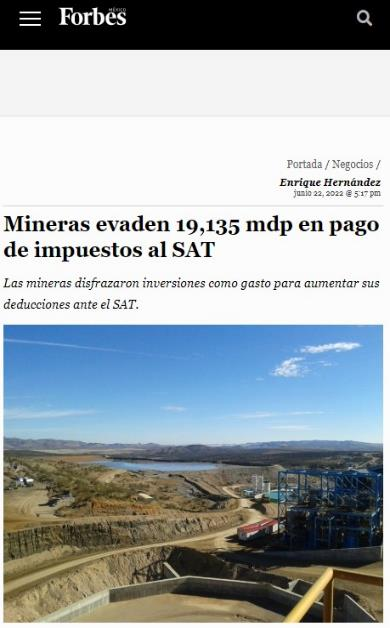 Forbes
MÉXICO
Portada / Negocios /
Enrique Hernández
junio 22, 2022 @ 5:17 pm
Mineras evaden 19,135 mdp en pago
de impuestos al SAT
Las mineras disfrazaron inversiones como gasto para aumentar sus
deducciones ante el SAT.